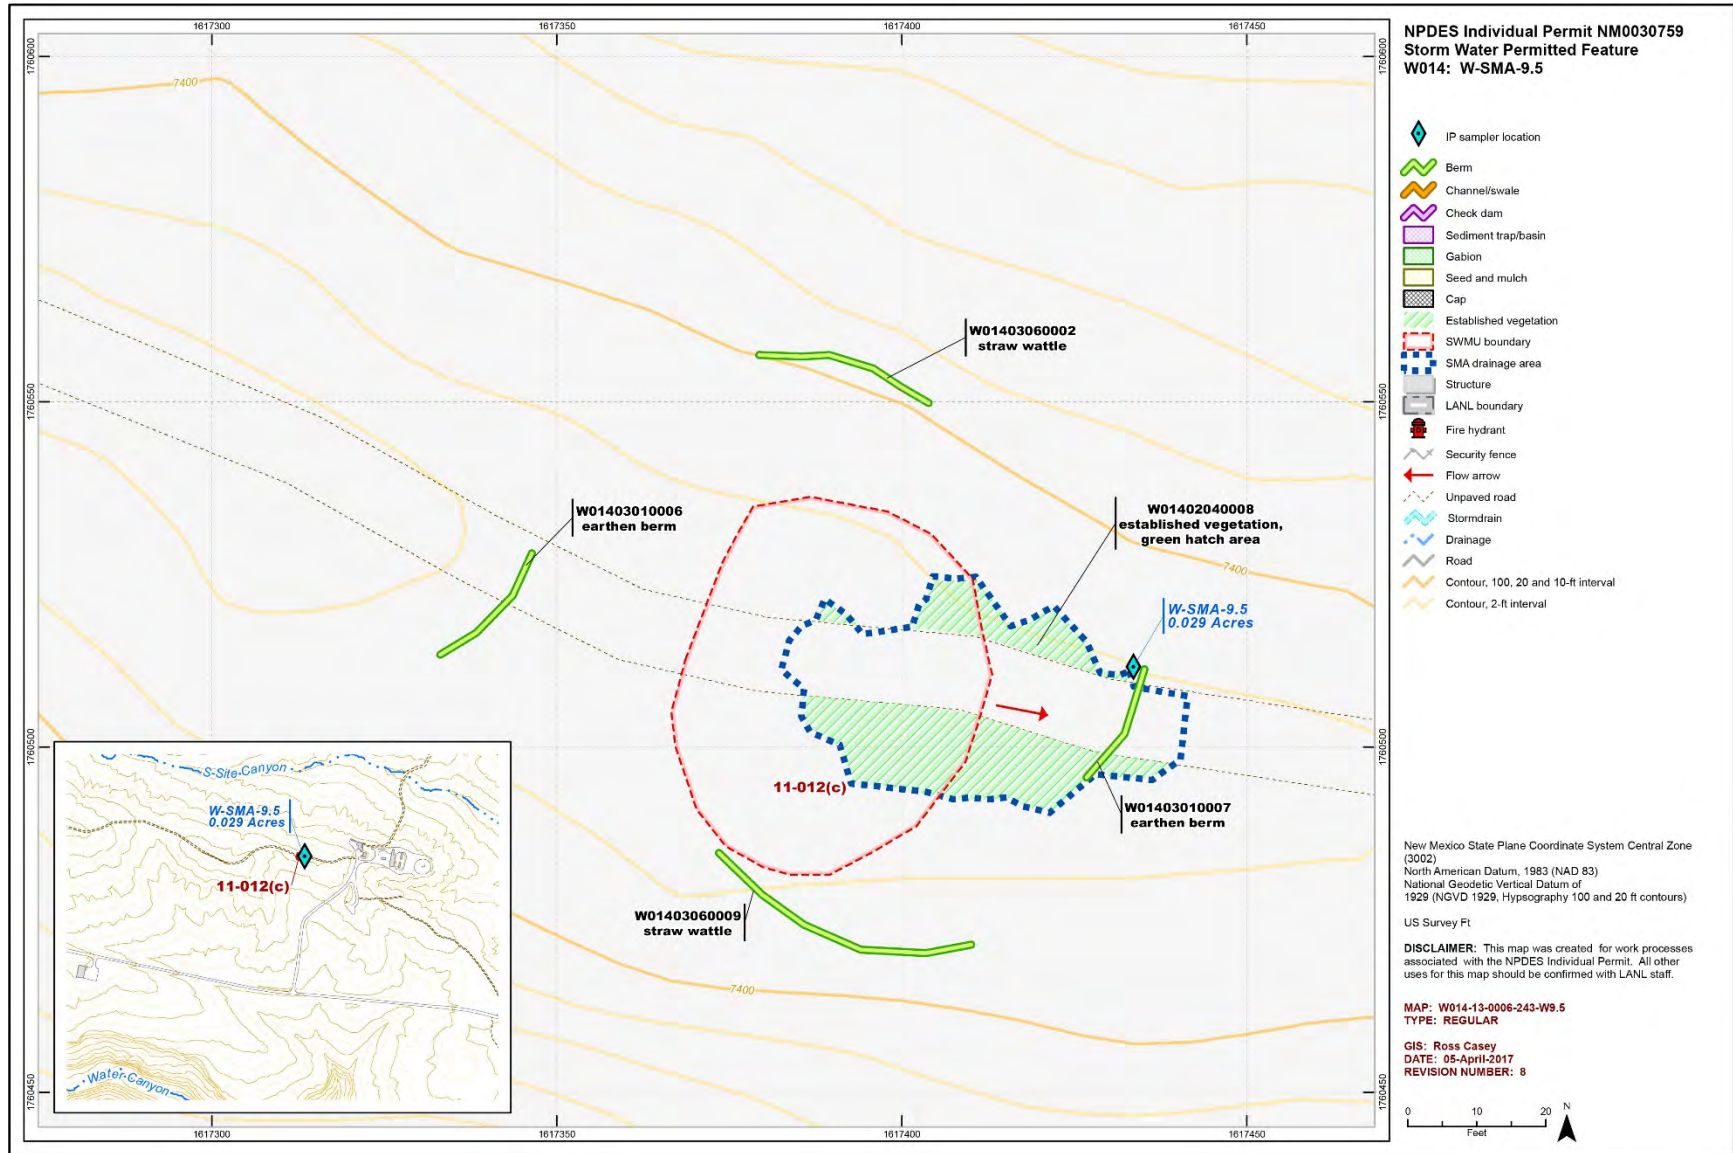 1617300
1617350
1617400
1617450
1760600
1760600
7400
W01403060002
straw wattle
1760550
1760550
W01403010006
earthen berm
W01402040008
established vegetation,
green hatch area
7400
W-SMA-9.5
0.029 Acres
1760500
1760500
11-012(c)
W01403010007
earthen berm
W01403060009
straw wattle
7400
S-Site Canyon
W-SMA-9.5
0.029 Acres
11-012(c)
Water Canyon
1760450
1760450
1617300
1617350
1617400
1617450
NPDES Individual Permit NM0030759
Storm Water Permitted Feature
W014: W-SMA-9.5
IP sampler location
Berm
Channel/swale
Check dam
Sediment trap/basin
Gabion
Seed and mulch
Cap
Established vegetation
SWMU boundary
SMA drainage area
Structure
LANL boundary
Fire hydrant
Security fence
Flow arrow
Unpaved road
Stormdrain
Drainage
Road
Contour, 100, 20 and 10-ft interval
Contour, 2-ft interval
New Mexico State Plane Coordinate System Central Zone
(3002)
North American Datum, 1983 (NAD 83)
National Geodetic Vertical Datum of
1929 (NGVD 1929, Hypsography 100 and 20 ft contours)
US Survey Ft
DISCLAIMER: This map was created for work processes
associated with the NPDES Individual Permit. All other
uses for this map should be confirmed with LANL staff.
MAP: W014-13-0006-243-W9.5
TYPE: REGULAR
GIS: Ross Casey
DATE: 05-April-2017
REVISION NUMBER: 8
0 10 20
Feet
N